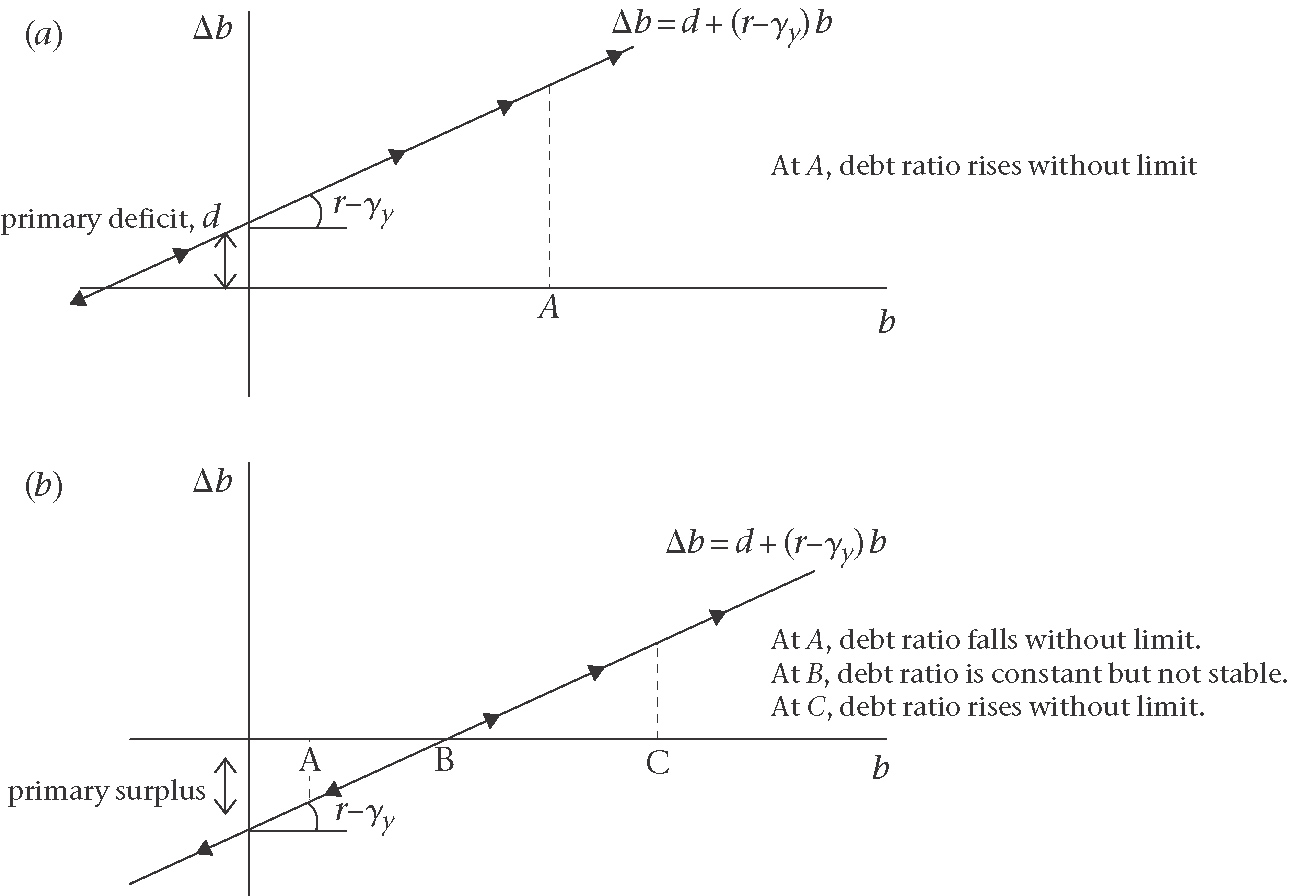 (a)
Δb
Δb = d + (r–γy) b
At A, debt ratio rises without limit
primary deficit, d
r–γy
A
b
(b)
Δb
Δb = d + (r–γy) b
At A, debt ratio falls without limit.
At B, debt ratio is constant but not stable.
At C, debt ratio rises without limit.
A
B
C
b
primary surplus
r–γy